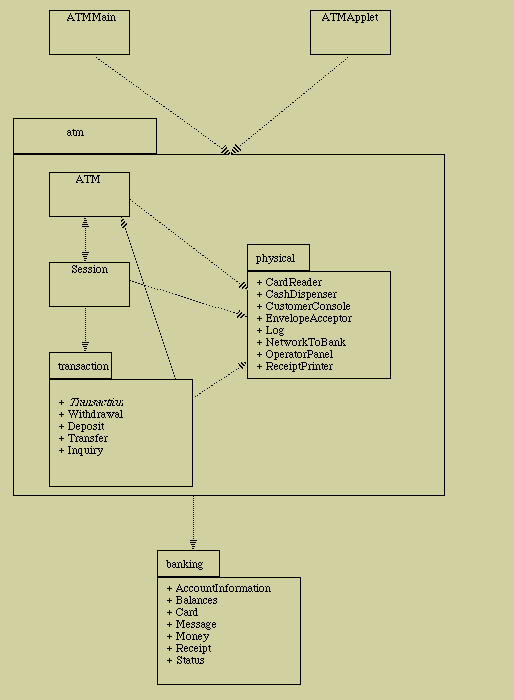 ATMMain
ATMApplet
atm
ATM
Session
physical
+ CardReader
+ CashDispenser
+ CustomerConsole
+ EnvelopeAcceptor
+ Log
+ NetworkToBank
+ OperatorPanel
+ ReceiptPrinter
transaction
+ Transaction
+ Withdrawal
+ Deposit
+ Transfer
+ Inquiry
banking
+ AccountInformation
+ Balances
+ Card
+ Message
+ Money
+ Receipt
+ Status